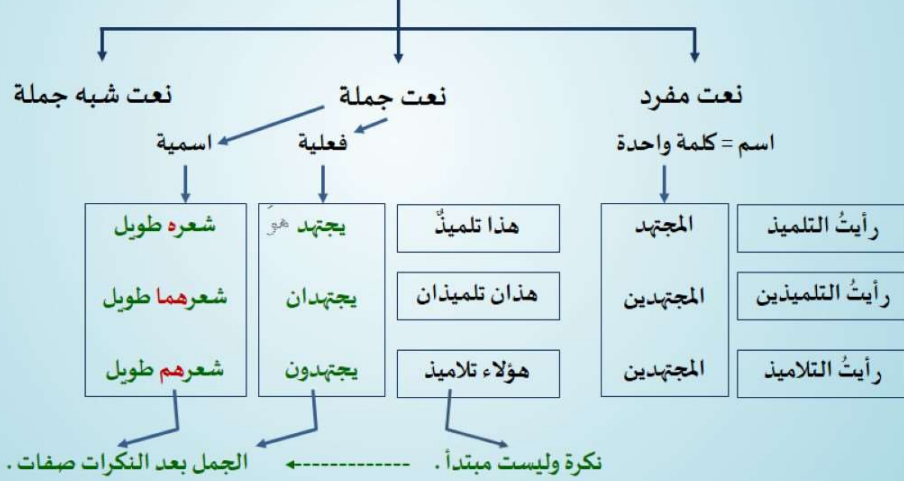 نعت مفرد نعت جملة نعت شبه جملة
اسم = كلمة واحدة فعلية اسمية
رأيتُ التلميذ المجتهد هذا تلميذٌ يجتهد هوَ شعره طويل
رأيتُ التلميذين المجتهدين هذان تلميذان يجتهدان شعرهما طويل
رأيتُ التلاميذ المجتهدين هؤلاء تلاميذ يجتهدون شعرهم طويل
نكرة وليست مبتدأ . الجمل بعد النكرات صفات .